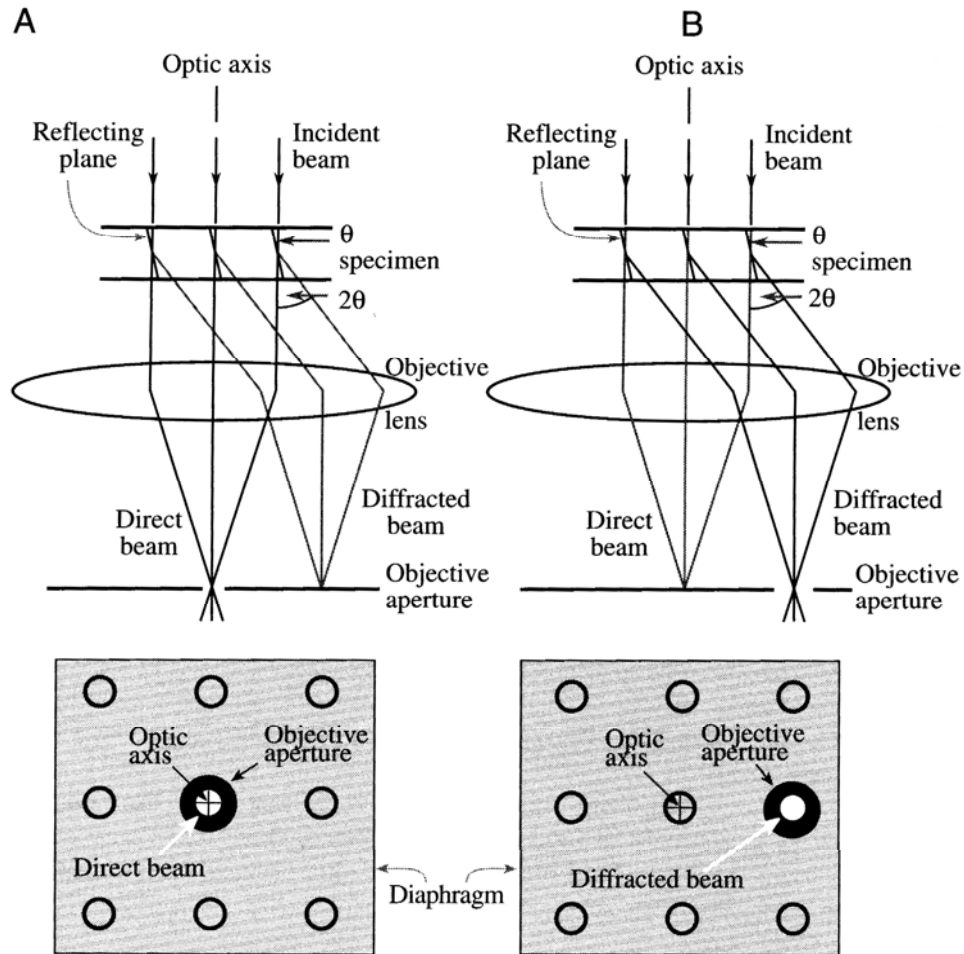 A
Optic axis
Reflecting
plane
Incident
beam
θ
specimen
2θ
Objective
lens
Direct
beam
Diffracted
beam
Objective
aperture
Optic
axis
Objective
aperture
Direct beam
B
Optic axis
Reflecting
plane
Incident
beam
θ
specimen
2θ
Objective
lens
Direct
beam
Diffracted
beam
Objective
aperture
Optic
axis
Objective
aperture
Diffracted beam
Diaphragm